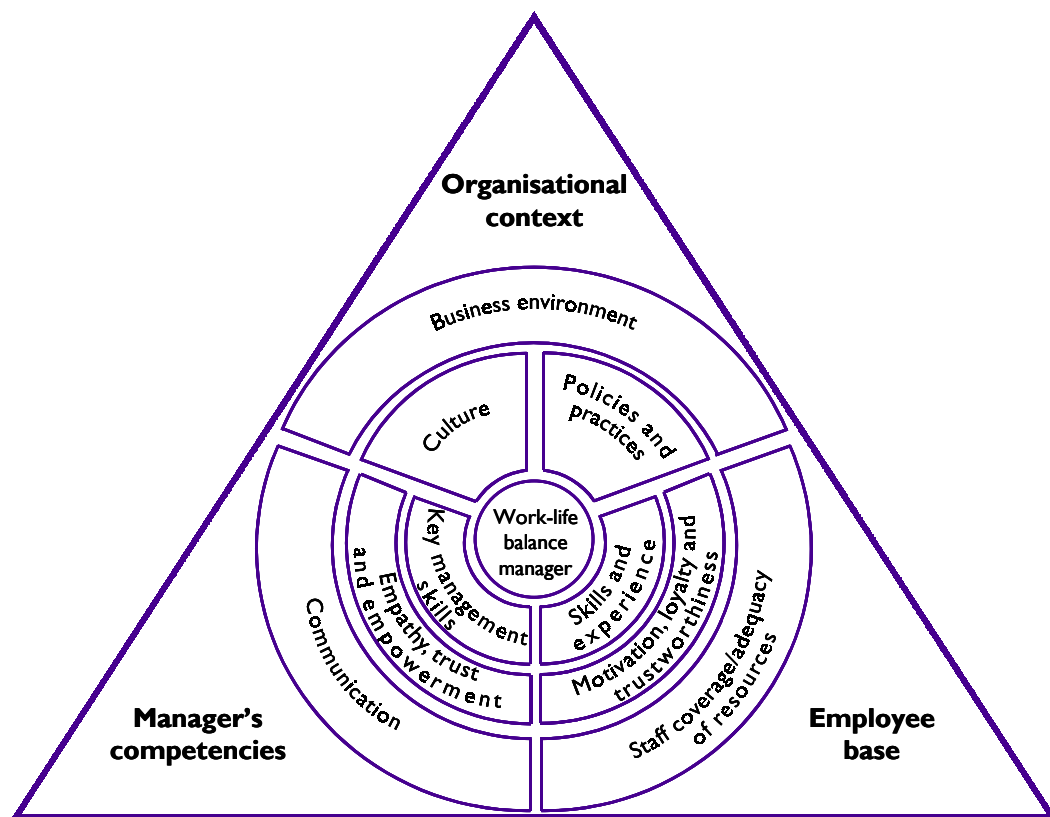 Organisational
context
Business environment
Culture
Policies and
practices
Work-life
balance
manager
Key management
skills
Empathy, trust
and empowerment
Communication
Skills and
experience
Motivation, loyalty and
trustworthiness
Staff coverage/adequacy
of resources
Manager’s
competencies
Employee
base